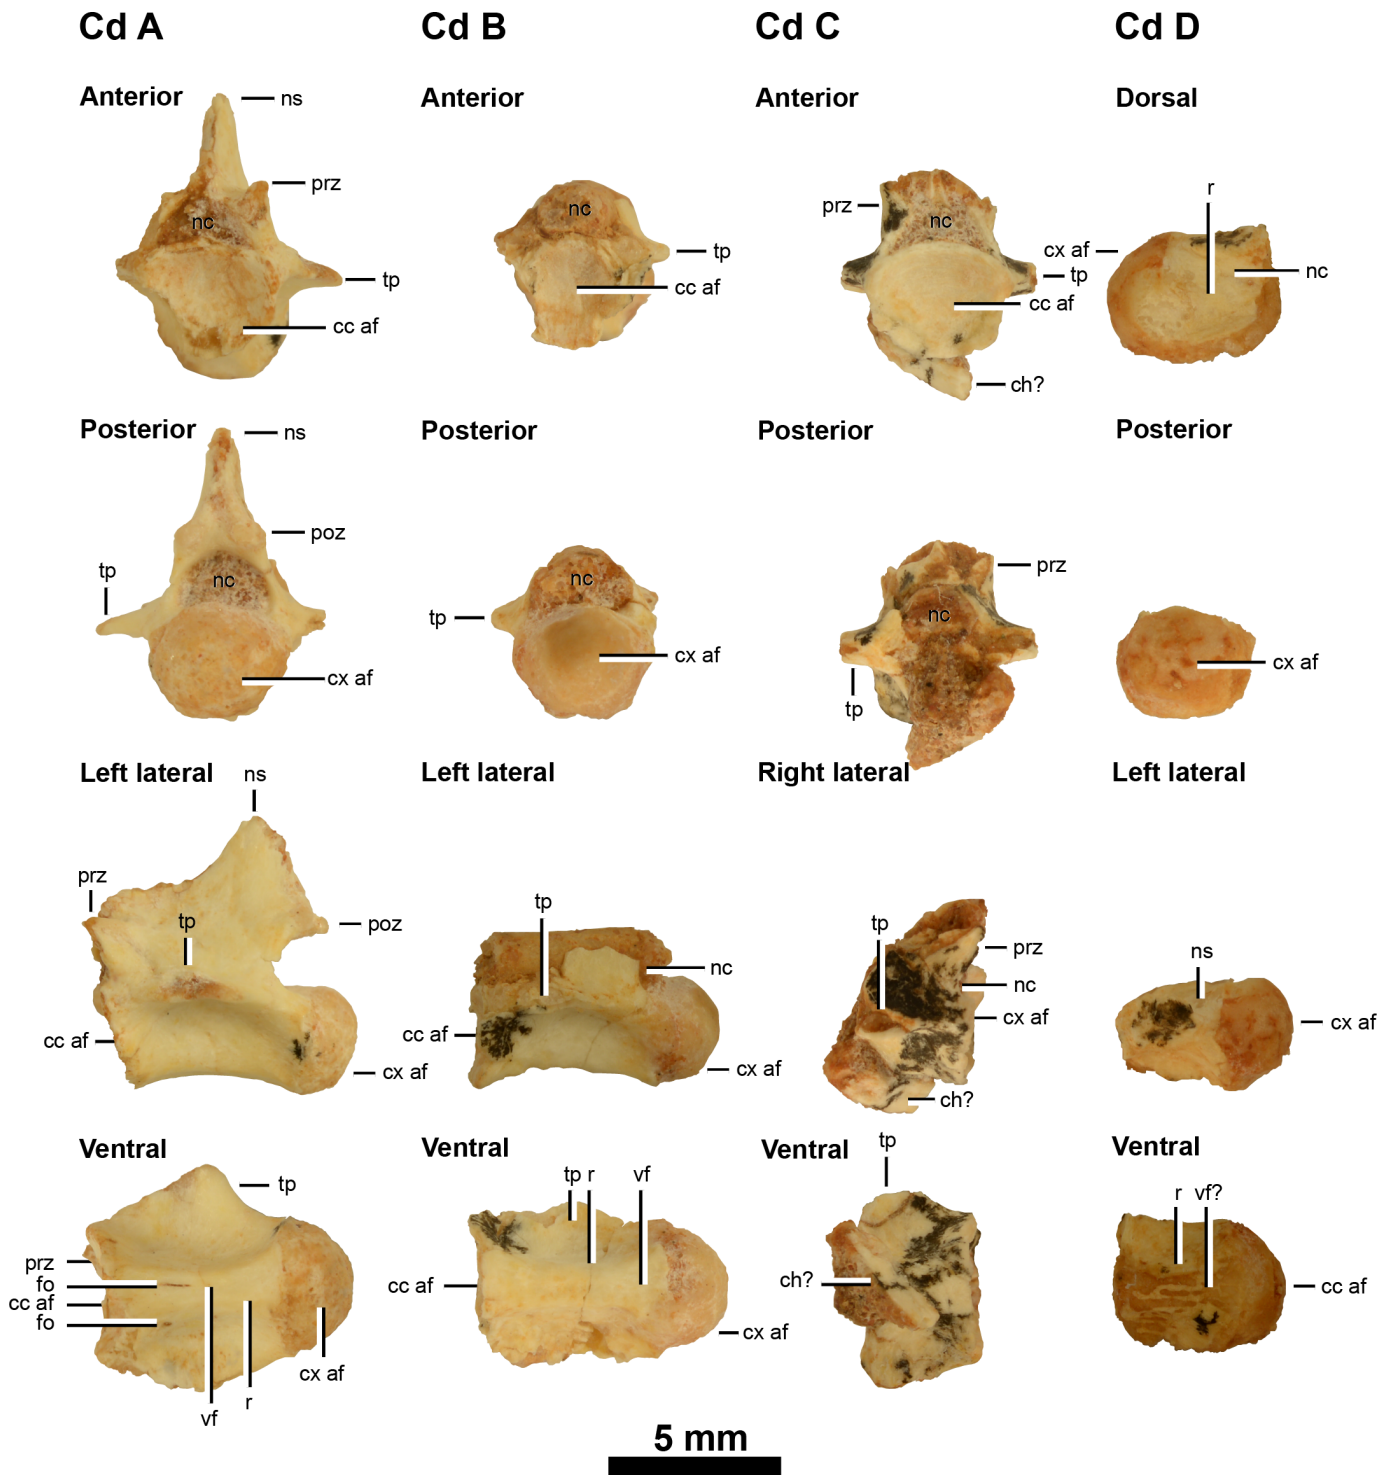 Cd A Cd B Cd C Cd D
Anterior Anterior Anterior Dorsal
ns
prz
nc
tp
cc af
nc
tp
cc af
prz
nc
tp
cc af
ch?
r
cx af
nc
Posterior Posterior Posterior Posterior
ns
poz
tp
nc
cx af
nc
tp
cx af
prz
nc
tp
cx af
Left lateral Left lateral Right lateral Left lateral
ns
prz
tp
poz
cc af
cx af
tp
nc
cc af
cx af
tp
prz
nc
cx af
ch?
ns
cx af
Ventral Ventral Ventral Ventral
tp
prz
fo
cc af
fo
cx af
r
vf
tp r vf
cc af
cx af
tp
ch?
r vf?
cc af
5 mm